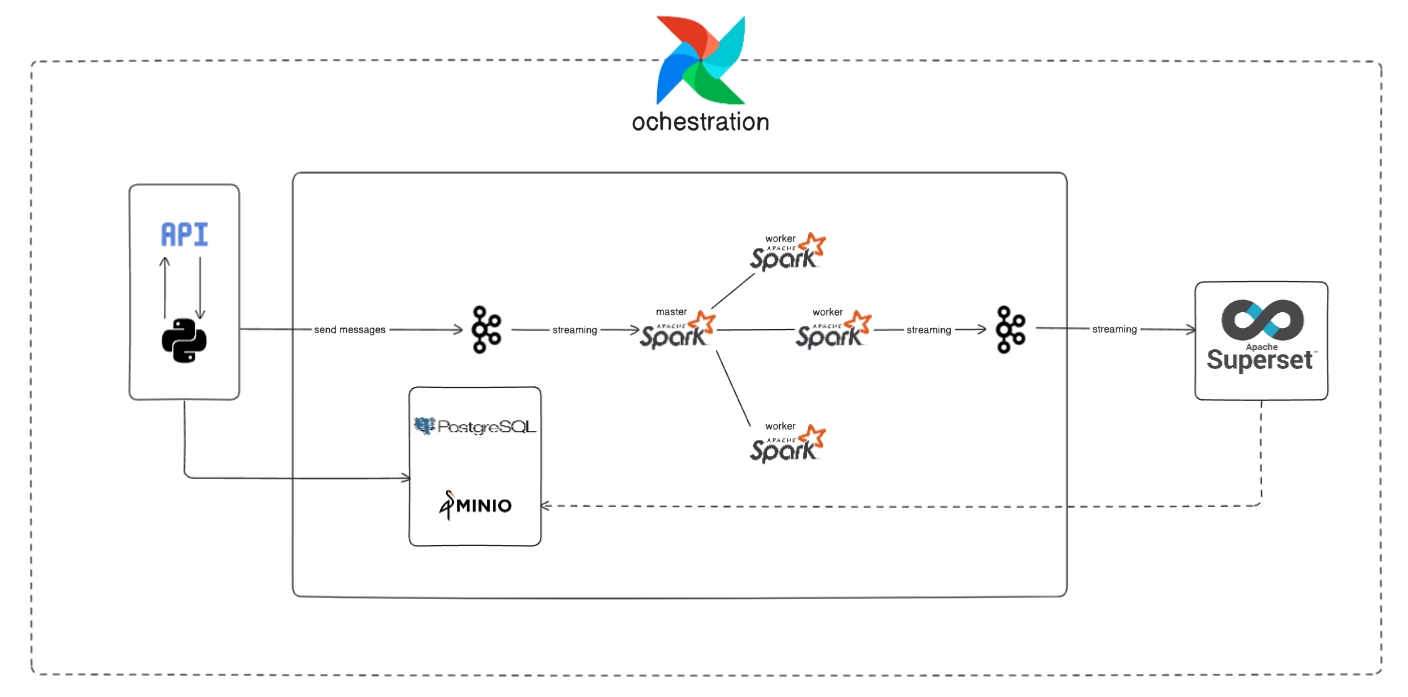 ochestration
API
send messages
streaming
master
APACHE
Spark
worker
APACHE
Spark
worker
APACHE
Spark
worker
APACHE
Spark
streaming
streaming
Apache
Superset
PostgreSQL
MINIO